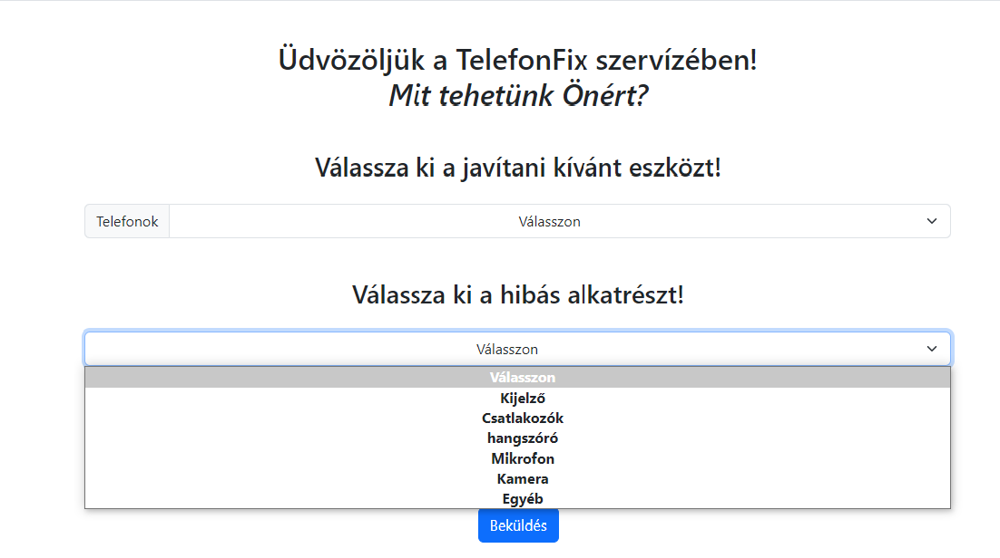 Üdvözöljük a TelefonFix szervízében!
Mit tehetünk Önért?
Válassza ki a javítani kívánt eszközt!
Telefonok Válasszon
Válassza ki a hibás alkatrészt!
Válasszon
Válasszon
Kijelző
Csatlakozók
hangszóró
Mikrofon
Kamera
Egyéb
Beküldés